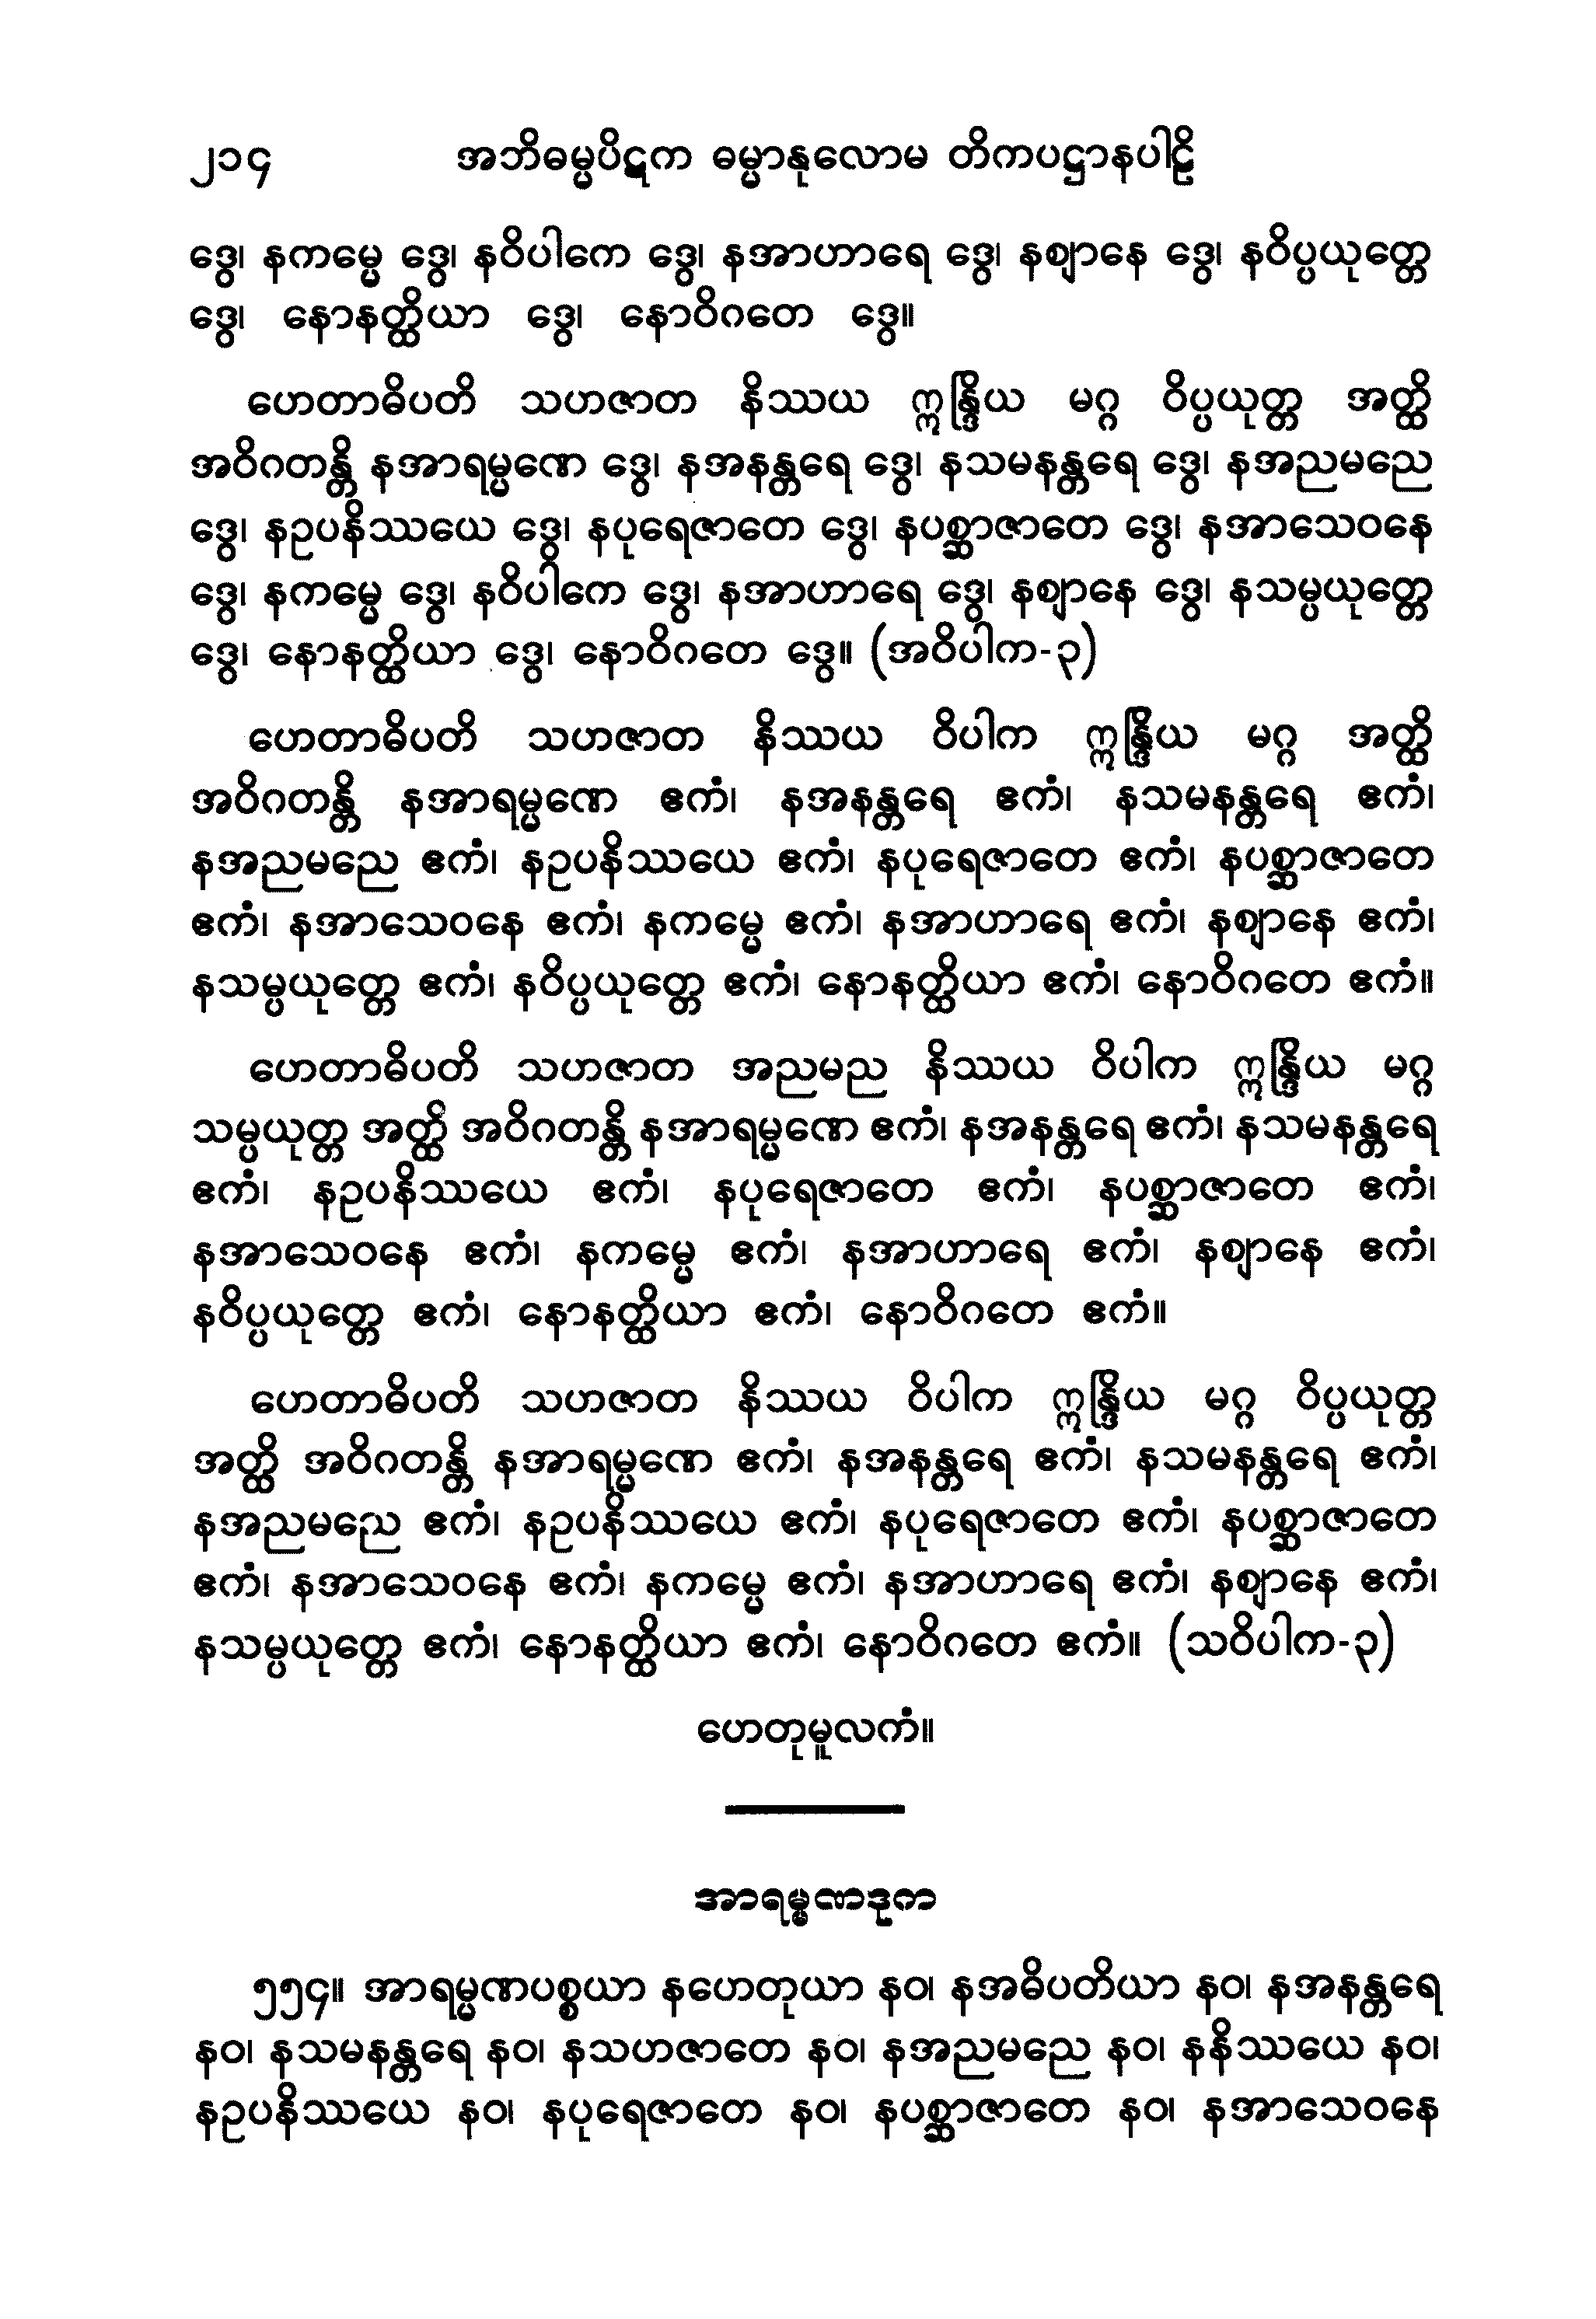 ၂၁၄ အဘိဓမ္မပိဋက ဓမ္မာနုလောမ တိကပဋ္ဌာနပါဠိ
ဒွေ၊ နကမ္မေ ဒွေ၊ နဝိပါကေ ဒွေ၊ နအာဟာရေ ဒွေ၊ နဈာနေ ဒွေ၊ နဝိပ္ပယုတ္တေ
ဒွေ၊ နောနတ္ထိယာ ဒွေ၊ နောဝိဂတေ ဒွေ။
ဟေတာဓိပတိ သဟဇာတ နိဿယ ဣန္ဒြိယ မဂ္ဂ ဝိပ္ပယုတ္တ အတ္ထိ
အဝိဂတန္တိ နအာရမ္မဏေ ဒွေ၊ နအနန္တရေ ဒွေ၊ နသမနန္တရေ ဒွေ၊ နအညမညေ
ဒွေ၊ နဥပနိဿယေ ဒွေ၊ နပုရေဇာတေ ဒွေ၊ နပစ္ဆာဇာတေ ဒွေ၊ နအာသေဝနေ
ဒွေ၊ နကမ္မေ ဒွေ၊ နဝိပါကေ ဒွေ၊ နအာဟာရေ ဒွေ၊ နဈာနေ ဒွေ၊ နသမ္ပယုတ္တေ
ဒွေ၊ နောနတ္ထိယာ ဒွေ၊ နောဝိဂတေ ဒွေ။ (အဝိပါက-၃)
ဟေတာဓိပတိ သဟဇာတ နိဿယ ဝိပါက ဣန္ဒြိယ မဂ္ဂ အတ္ထိ
အဝိဂတန္တိ နအာရမ္မဏေ ဧကံ၊ နအနန္တရေ ဧကံ၊ နသမနန္တရေ ဧကံ၊
နအညမညေ ဧကံ၊ နဥပနိဿယေ ဧကံ၊ နပုရေဇာတေ ဧကံ၊ နပစ္ဆာဇာတေ
ဧကံ၊ နအာသေဝနေ ဧကံ၊ နကမ္မေ ဧကံ၊ နအာဟာရေ ဧကံ၊ နဈာနေ ဧကံ၊
နသမ္ပယုတ္တေ ဧကံ၊ နဝိပ္ပယုတ္တေ ဧကံ၊ နောနတ္ထိယာ ဧကံ၊ နောဝိဂတေ ဧကံ။
ဟေတာဓိပတိ သဟဇာတ အညမည နိဿယ ဝိပါက ဣန္ဒြိယ မဂ္ဂ
သမ္ပယုတ္တ အတ္ထိ အဝိဂတန္တိ နအာရမ္မဏေ ဧကံ၊ နအနန္တရေ ဧကံ၊ နသမနန္တရေ
ဧကံ၊ နဥပနိဿယေ ဧကံ၊ နပုရေဇာတေ ဧကံ၊ နပစ္ဆာဇာတေ ဧကံ၊
နအာသေဝနေ ဧကံ၊ နကမ္မေ ဧကံ၊ နအာဟာရေ ဧကံ၊ နဈာနေ ဧကံ၊
နဝိပ္ပယုတ္တေ ဧကံ၊ နောနတ္ထိယာ ဧကံ၊ နောဝိဂတေ ဧကံ။
ဟေတာဓိပတိ သဟဇာတ နိဿယ ဝိပါက ဣန္ဒြိယ မဂ္ဂ ဝိပ္ပယုတ္တ
အတ္ထိ အဝိဂတန္တိ နအာရမ္မဏေ ဧကံ၊ နအနန္တရေ ဧကံ၊ နသမနန္တရေ ဧကံ၊
နအညမညေ ဧကံ၊ နဥပနိဿယေ ဧကံ၊ နပုရေဇာတေ ဧကံ၊ နပစ္ဆာဇာတေ
ဧကံ၊ နအာသေဝနေ ဧကံ၊ နကမ္မေ ဧကံ၊ နအာဟာရေ ဧကံ၊ နဈာနေ ဧကံ၊
နသမ္ပယုတ္တေ ဧကံ၊ နောနတ္ထိယာ ဧကံ၊ နောဝိဂတေ ဧကံ။ (သဝိပါက-၃)
ဟေတုမူလကံ။
အာရမ္မဏဒုက
၅၅၄။ အာရမ္မဏပစ္စယာ နဟေတုယာ နဝ၊ နအဓိပတိယာ နဝ၊ နအနန္တရေ
နဝ၊ နသမနန္တရေ နဝ၊ နသဟဇာတေ နဝ၊ နအညမညေ နဝ၊ နနိဿယေ နဝ၊
နဥပနိဿယေ နဝ၊ နပုရေဇာတေ နဝ၊ နပစ္ဆာဇာတေ နဝ၊ နအာသေဝနေ